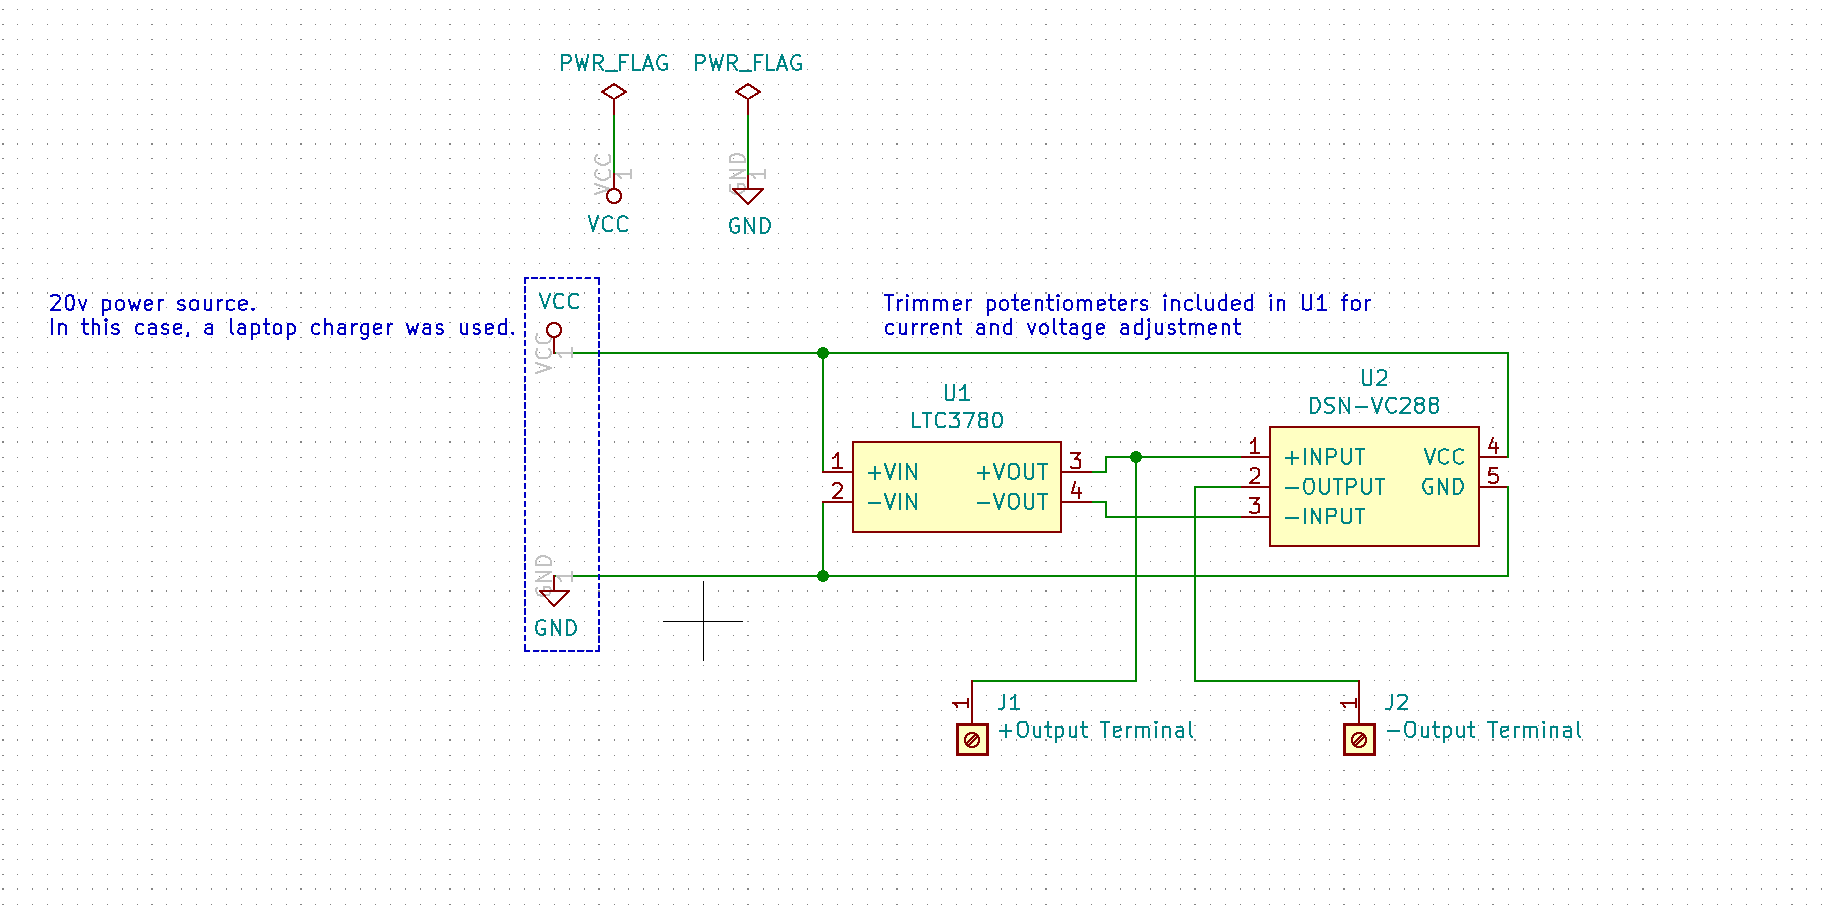 PWR_FLAG PWR_FLAG
VCC 1 GND 1
VCC GND
20v power source.
In this case, a laptop charger was used.
VCC
VCC 1
Trimmer potentiometers included in U1 for
current and voltage adjustment
U1
LTC3780
1 +VIN +VOUT 3
2 -VIN -VOUT 4
U2
DSN-VC288
1 +INPUT VCC 4
2 -OUTPUT GND 5
3 -INPUT
GND 1
GND
1 J1
+Output Terminal
1 J2
-Output Terminal